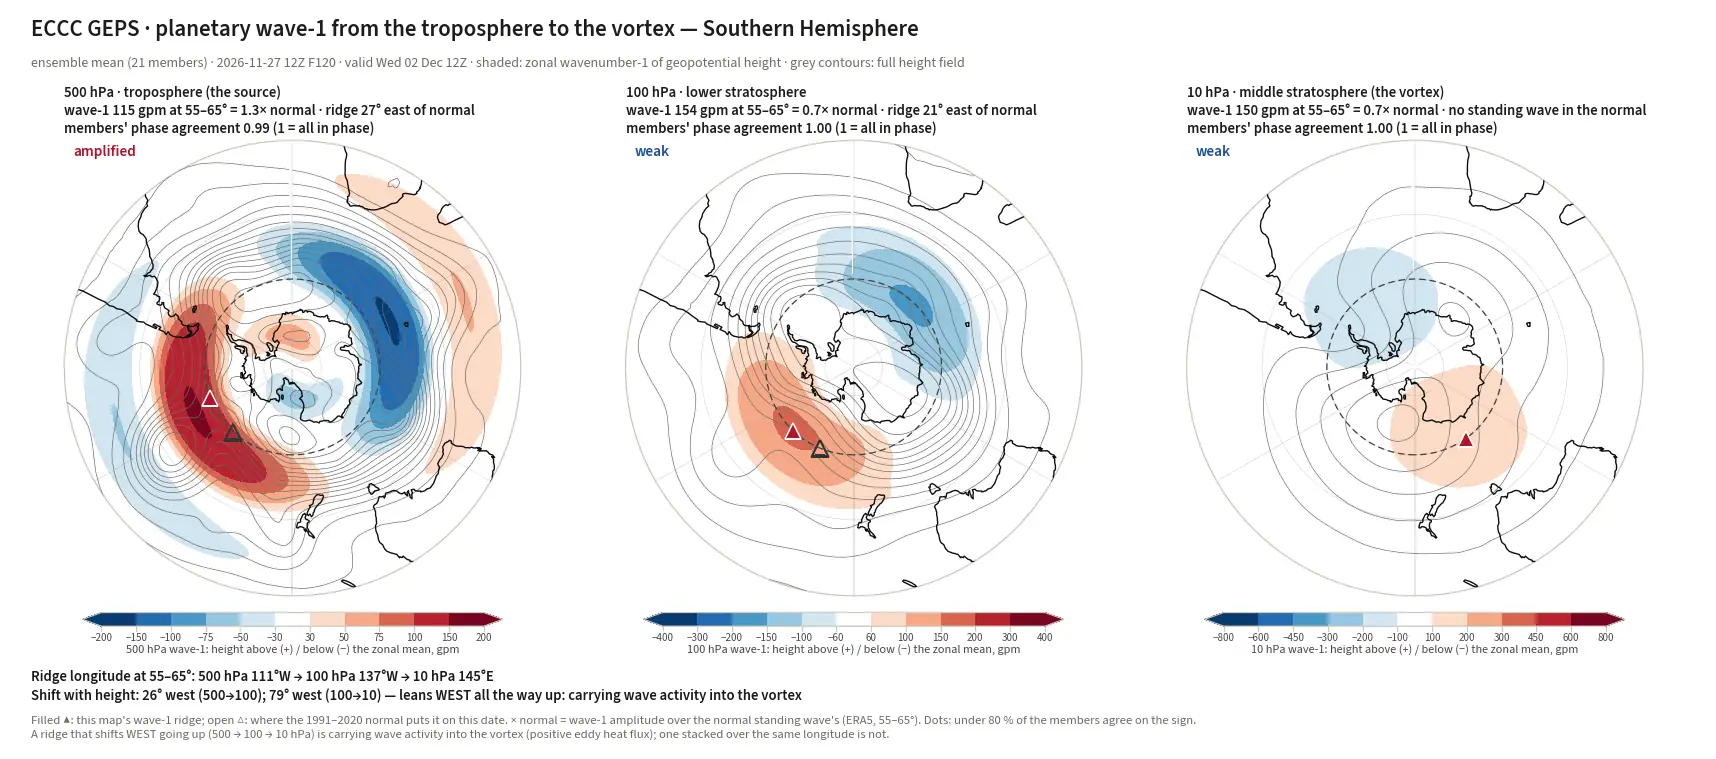 ECCC GEPS · planetary wave-1 from the troposphere to the vortex — Southern Hemisphere
ensemble mean (21 members) · 2026-11-27 12Z F120 · valid Wed 02 Dec 12Z · shaded: zonal wavenumber-1 of geopotential height · grey contours: full height field
500 hPa · troposphere (the source)
wave-1 115 gpm at 55–65° = 1.3× normal · ridge 27° east of normal
members' phase agreement 0.99 (1 = all in phase)
amplified
100 hPa · lower stratosphere
wave-1 154 gpm at 55–65° = 0.7× normal · ridge 21° east of normal
members' phase agreement 1.00 (1 = all in phase)
weak
10 hPa · middle stratosphere (the vortex)
wave-1 150 gpm at 55–65° = 0.7× normal · no standing wave in the normal
members' phase agreement 1.00 (1 = all in phase)
weak
−200 −150 −100 −75 −50 −30 30 50 75 100 150 200
500 hPa wave-1: height above (+) / below (−) the zonal mean, gpm
−400 −300 −200 −150 −100 −60 60 100 150 200 300 400
100 hPa wave-1: height above (+) / below (−) the zonal mean, gpm
−800 −600 −450 −300 −200 −100 100 200 300 450 600 800
10 hPa wave-1: height above (+) / below (−) the zonal mean, gpm
Ridge longitude at 55–65°: 500 hPa 111°W → 100 hPa 137°W → 10 hPa 145°E
Shift with height: 26° west (500→100); 79° west (100→10) — leans WEST all the way up: carrying wave activity into the vortex
Filled ▲: this map's wave-1 ridge; open △: where the 1991–2020 normal puts it on this date. × normal = wave-1 amplitude over the normal standing wave's (ERA5, 55–65°). Dots: under 80 % of the members agree on the sign.
A ridge that shifts WEST going up (500 → 100 → 10 hPa) is carrying wave activity into the vortex (positive eddy heat flux); one stacked over the same longitude is not.